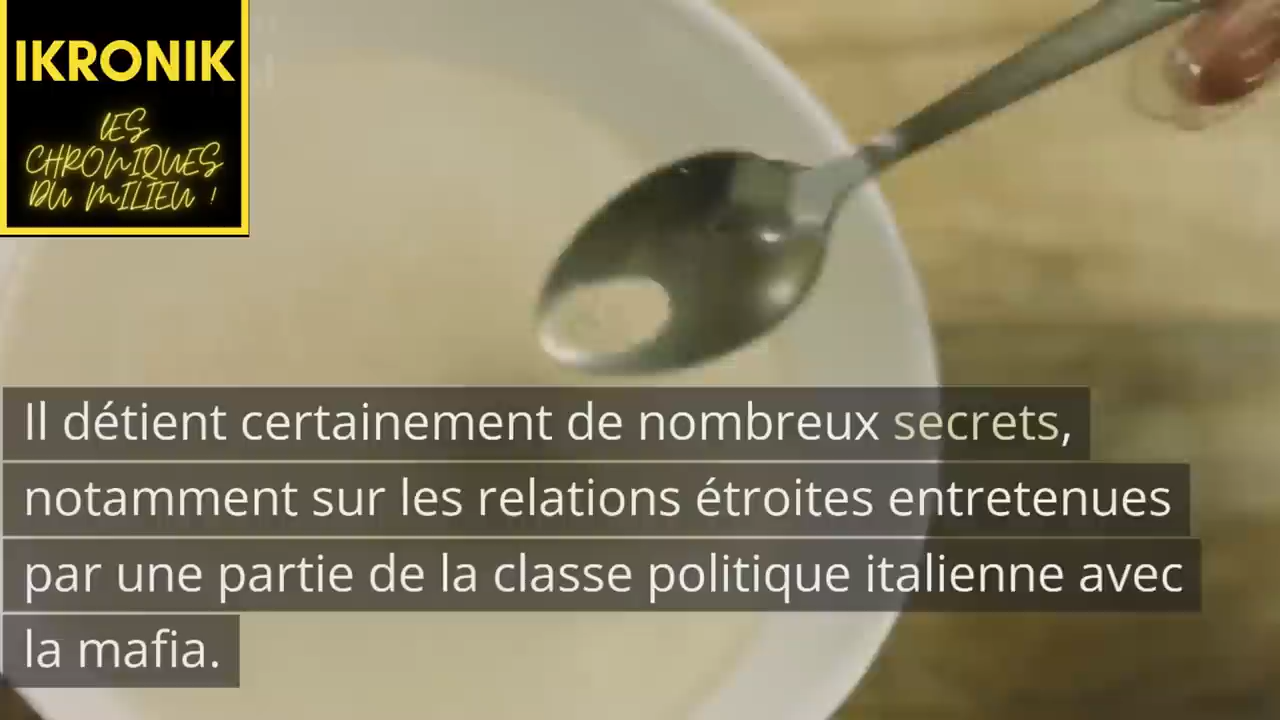 IKRONIK
LES
CHRONIQUES
DU MILIEU !
Il détient certainement de nombreux secrets,
notamment sur les relations étroites entretenues
par une partie de la classe politique italienne avec
la mafia.